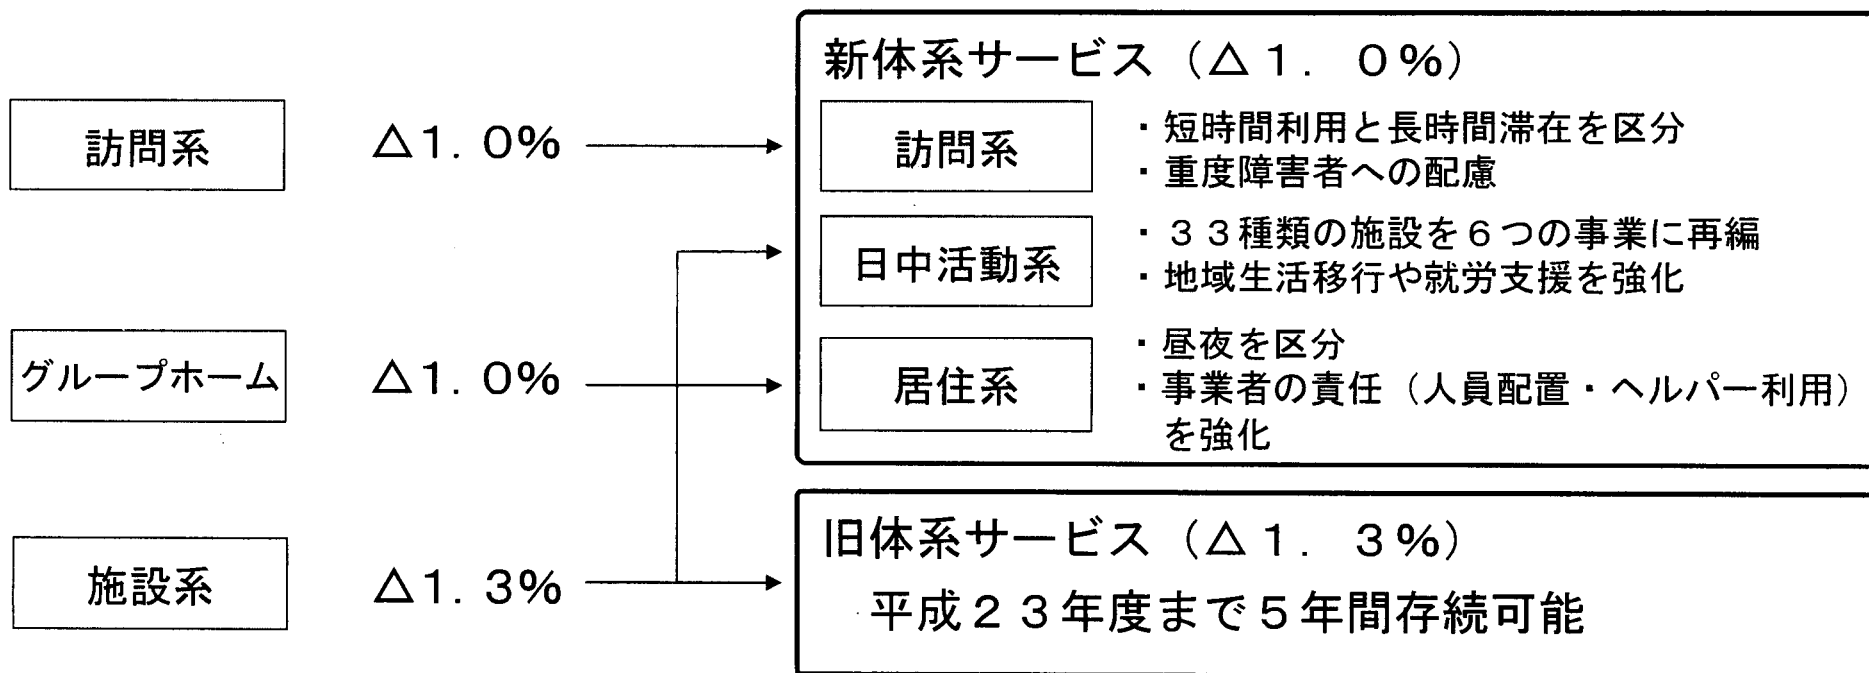 訪問系
△1.0%
グループホーム
△1.0%
施設系
△1.3%
新体系サービス（△1.0%）
訪問系
・短時間利用と長時間滞在を区分
・重度障害者への配慮
日中活動系
・３３種類の施設を６つの事業に再編
・地域生活移行や就労支援を強化
居住系
・昼夜を区分
・事業者の責任（人員配置・ヘルパー利用）
を強化
旧体系サービス（△１．３%）
平成２３年度まで５年間存続可能